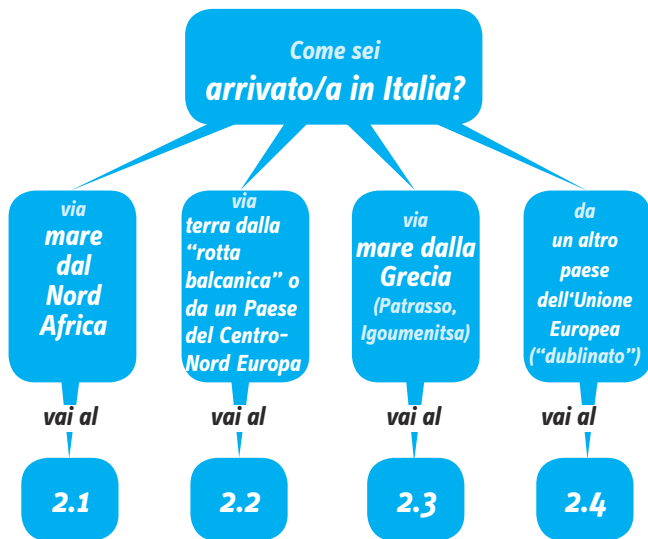 Come sei
arrivato/a in Italia?
via
mare
dal
Nord
Africa
via
terra dalla
“rotta
balcanica” o
da un Paese
del Centro-
Nord Europa
via
mare dalla
Grecia
(Patrasso,
Igoumenitsa)
da
un altro
paese
dell'Unione
Europea
(“dublinato”)
vai al
vai al
vai al
vai al
2.1
2.2
2.3
2.4